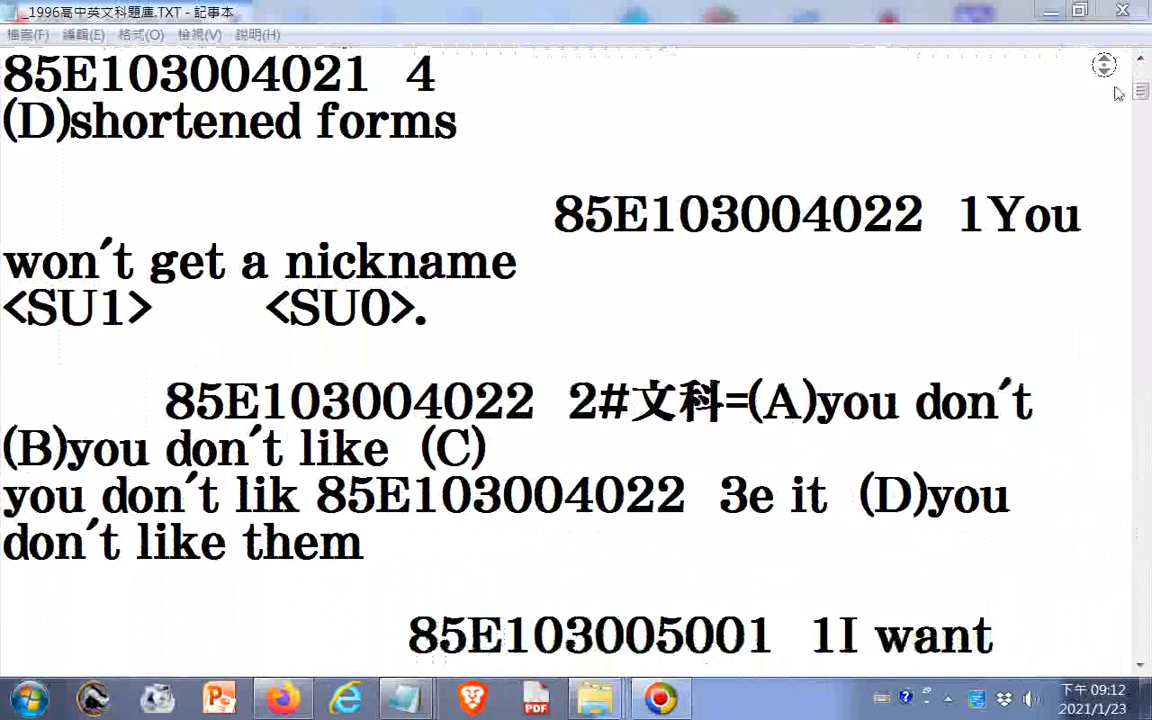 _1996高中英文科題庫.TXT - 記事本
檔案(F) 編輯(E) 格式(O) 檢視(V) 說明(H)
85E103004021 4
(D)shortened forms
85E103004022 1You
won't get a nickname
<SU1> <SU0>.
85E103004022 2#文科=(A)you don't
(B)you don't like (C)
you don't lik 85E103004022 3e it (D)you
don't like them
85E103005001 1I want
PDF
下午 09:12
2021/1/23